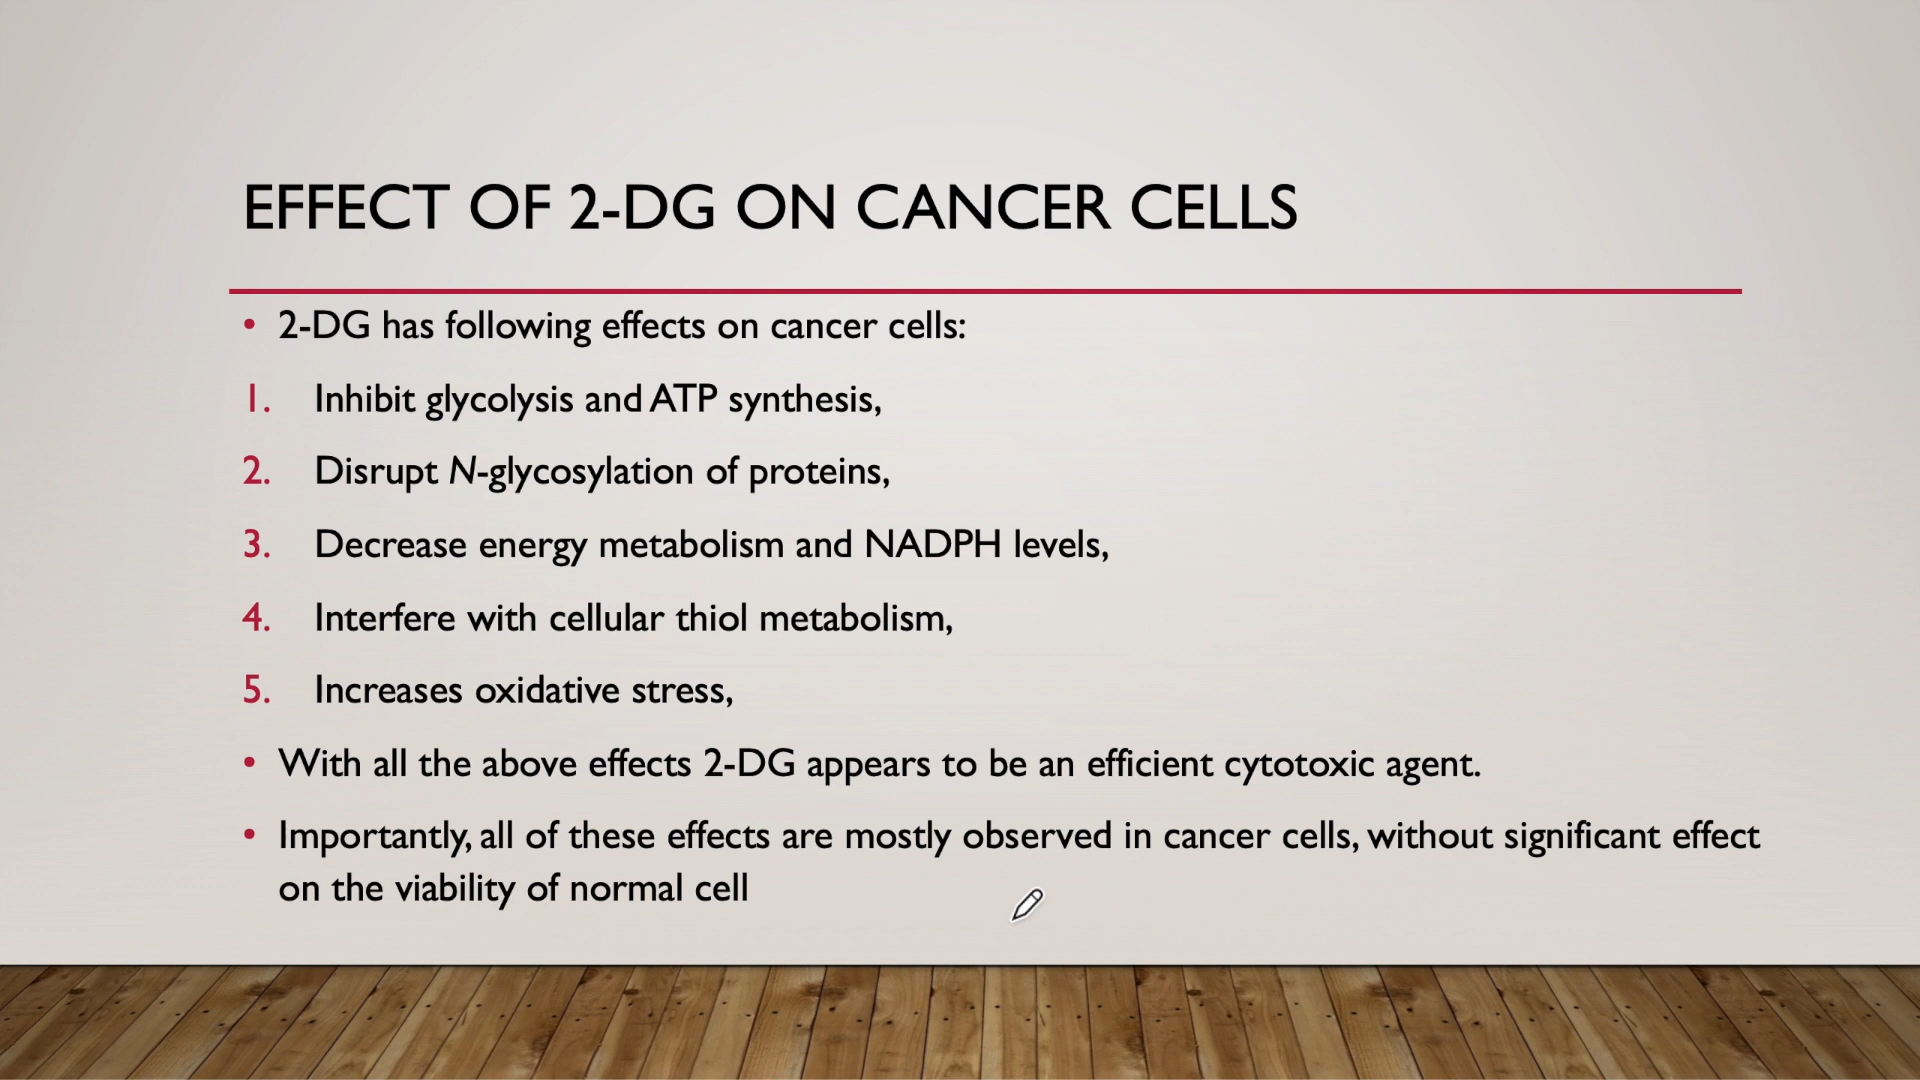 EFFECT OF 2-DG ON CANCER CELLS
• 2-DG has following effects on cancer cells:
1. Inhibit glycolysis and ATP synthesis,
2. Disrupt N-glycosylation of proteins,
3. Decrease energy metabolism and NADPH levels,
4. Interfere with cellular thiol metabolism,
5. Increases oxidative stress,
• With all the above effects 2-DG appears to be an efficient cytotoxic agent.
• Importantly, all of these effects are mostly observed in cancer cells, without significant effect
on the viability of normal cell